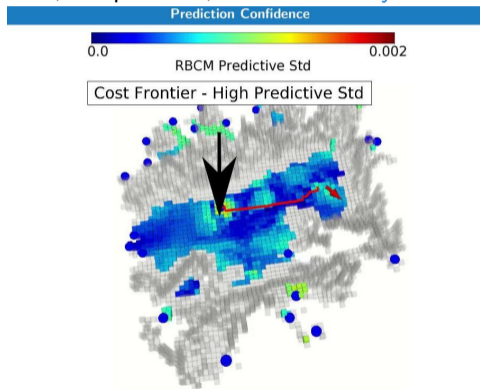 Prediction Confidence
0.0 0.002
RBCM Predictive Std
Cost Frontier - High Predictive Std